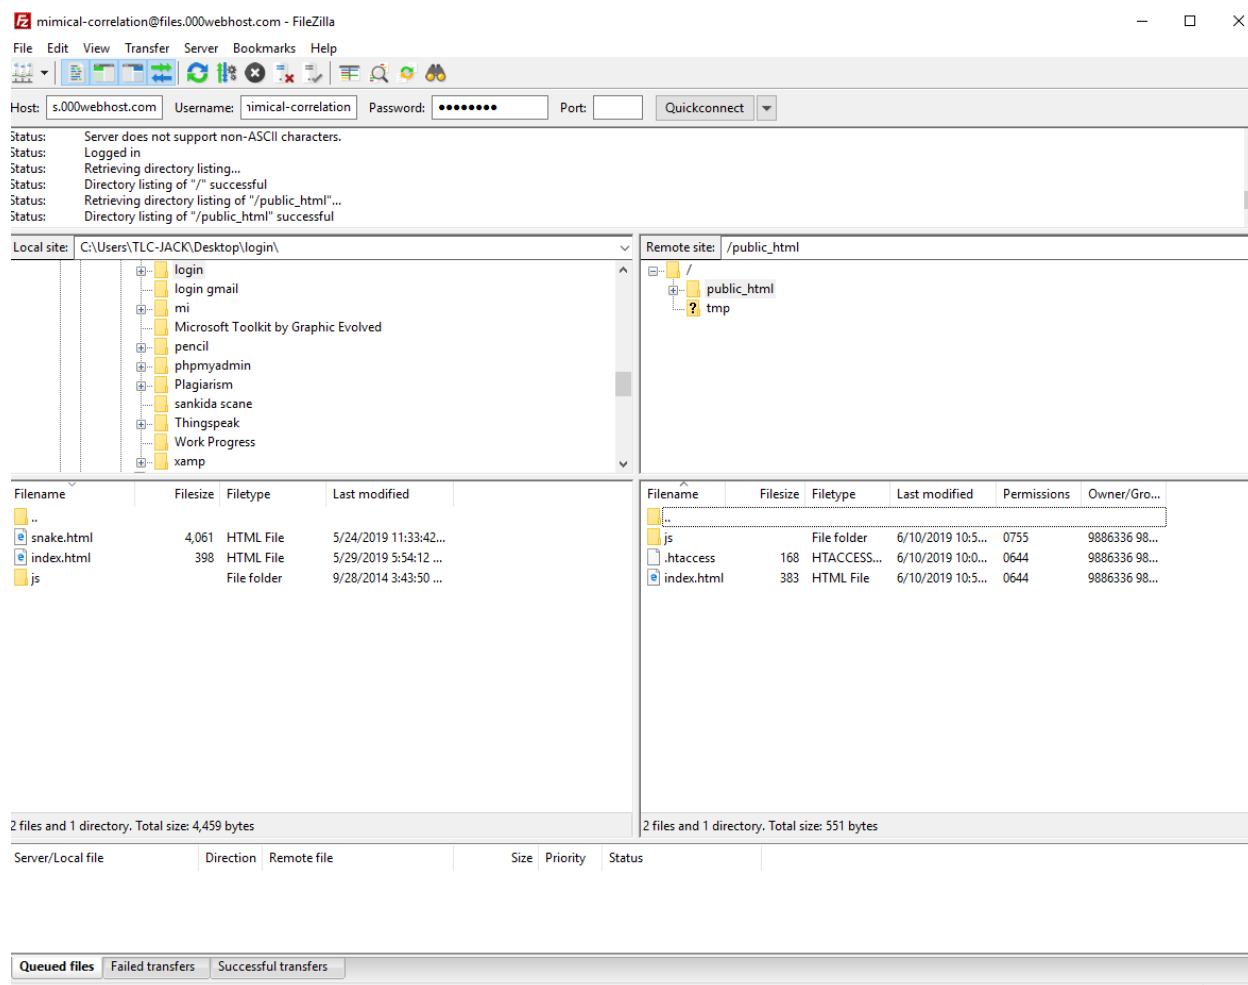 mimical-correlation@files.000webhost.com - FileZilla
File Edit View Transfer Server Bookmarks Help
Host: s.000webhost.com Username: nimical-correlation Password: ●●●●●●●● Port: Quickconnect
Status: Server does not support non-ASCII characters.
Status: Logged in
Status: Retrieving directory listing...
Status: Directory listing of "/" successful
Status: Retrieving directory listing of "/public_html"...
Status: Directory listing of "/public_html" successful
Local site: C:\Users\TLC-JACK\Desktop\login\
login
login gmail
mi
Microsoft Toolkit by Graphic Evolved
pencil
phpmyadmin
Plagiarism
sankida scane
Thingspeak
Work Progress
xamp
Remote site: /public_html
/
public_html
? tmp
Filename Filesize Filetype Last modified
..
snake.html 4,061 HTML File 5/24/2019 11:33:42...
index.html 398 HTML File 5/29/2019 5:54:12 ...
js File folder 9/28/2014 3:43:50 ...
2 files and 1 directory. Total size: 4,459 bytes
Filename Filesize Filetype Last modified Permissions Owner/Gro...
..
js File folder 6/10/2019 10:5... 0755 9886336 98...
.htaccess 168 HTACCESS... 6/10/2019 10:0... 0644 9886336 98...
index.html 383 HTML File 6/10/2019 10:5... 0644 9886336 98...
2 files and 1 directory. Total size: 551 bytes
Server/Local file Direction Remote file Size Priority Status
Queued files Failed transfers Successful transfers